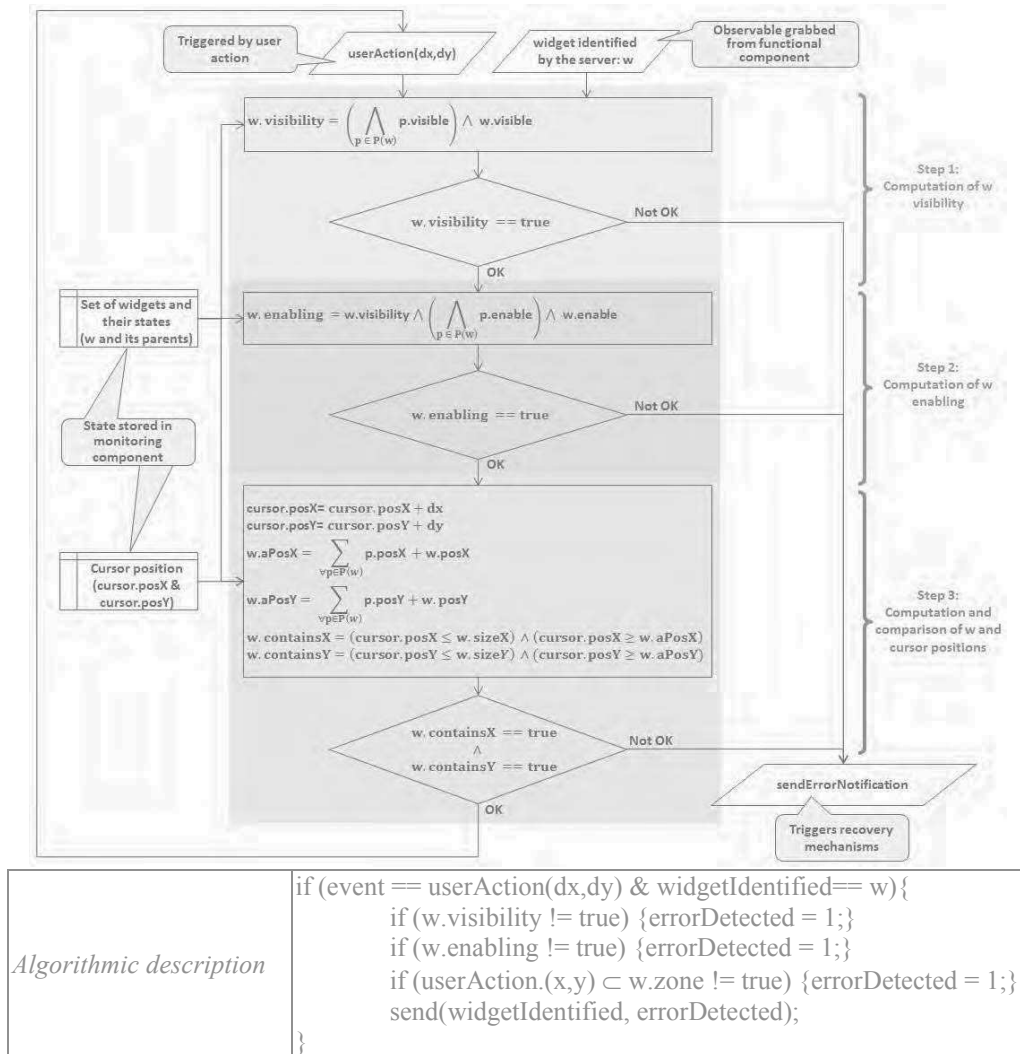 Triggered by user
action
userAction(dx,dy)
widget identified
by the server: w
Observable grabbed
from functional
component
w.visibility = ( ⋀ p.visible ) ∧ w.visible
p ∈ P(w)
Step 1:
Computation of w
visibility
w.visibility == true
Not OK
OK
Set of widgets and
their states
(w and its parents)
w.enabling = w.visibility ∧ ( ⋀ p.enable ) ∧ w.enable
p ∈ P(w)
Step 2:
Computation of w
enabling
w.enabling == true
Not OK
State stored in
monitoring
component
OK
cursor.posX= cursor.posX + dx
cursor.posY= cursor.posY + dy
w.aPosX = ∑ p.posX + w.posX
∀p∈P(w)
w.aPosY = ∑ p.posY + w.posY
∀p∈P(w)
w.containsX = (cursor.posX ≤ w.sizeX) ∧ (cursor.posX ≥ w.aPosX)
w.containsY = (cursor.posY ≤ w.sizeY) ∧ (cursor.posY ≥ w.aPosY)
Cursor position
(cursor.posX &
cursor.posY)
Step 3:
Computation and
comparison of w and
cursor positions
w.containsX == true
∧
w.containsY == true
Not OK
OK
sendErrorNotification
Triggers recovery
mechanisms
Algorithmic description
if (event == userAction(dx,dy) & widgetIdentified== w){
if (w.visibility != true) {errorDetected = 1;}
if (w.enabling != true) {errorDetected = 1;}
if (userAction.(x,y) ⊂ w.zone != true) {errorDetected = 1;}
send(widgetIdentified, errorDetected);
}